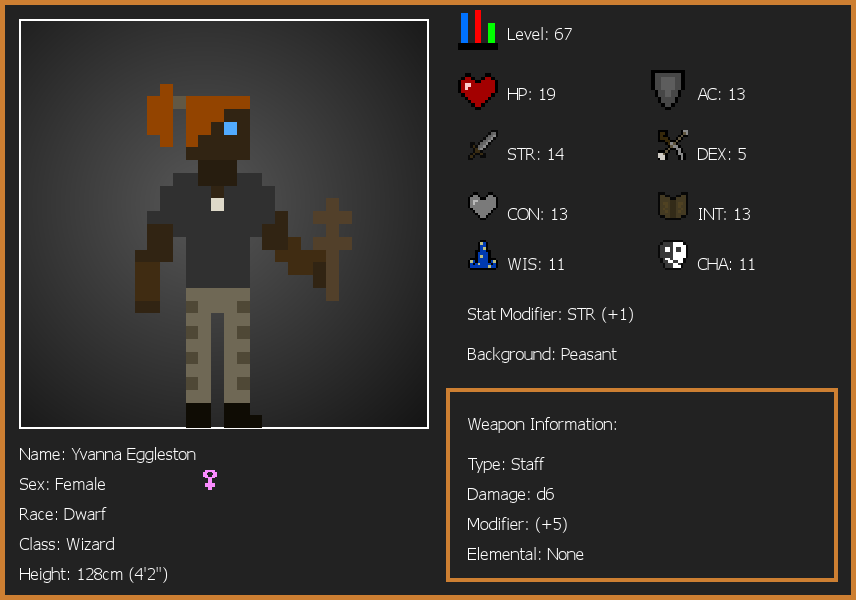 Level: 67
HP: 19
AC: 13
STR: 14
DEX: 5
CON: 13
INT: 13
WIS: 11
CHA: 11
Stat Modifier: STR (+1)
Background: Peasant
Weapon Information:
Type: Staff
Damage: d6
Modifier: (+5)
Elemental: None
Name: Yvanna Eggleston
Sex: Female
Race: Dwarf
Class: Wizard
Height: 128cm (4'2")